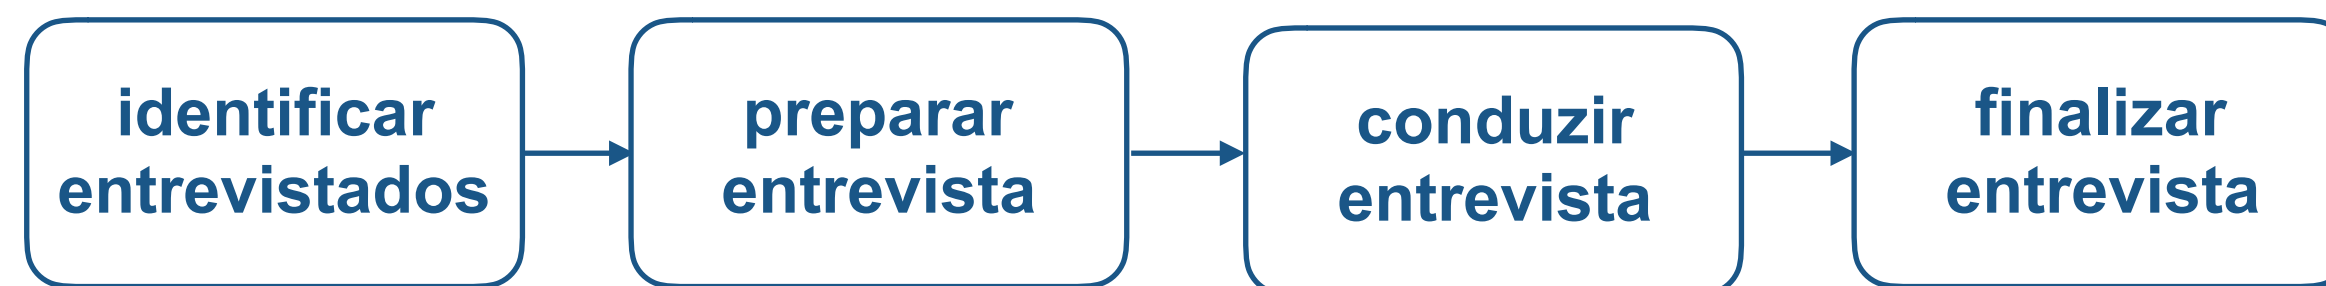 identificar
entrevistados
preparar
entrevista
conduzir
entrevista
finalizar
entrevista